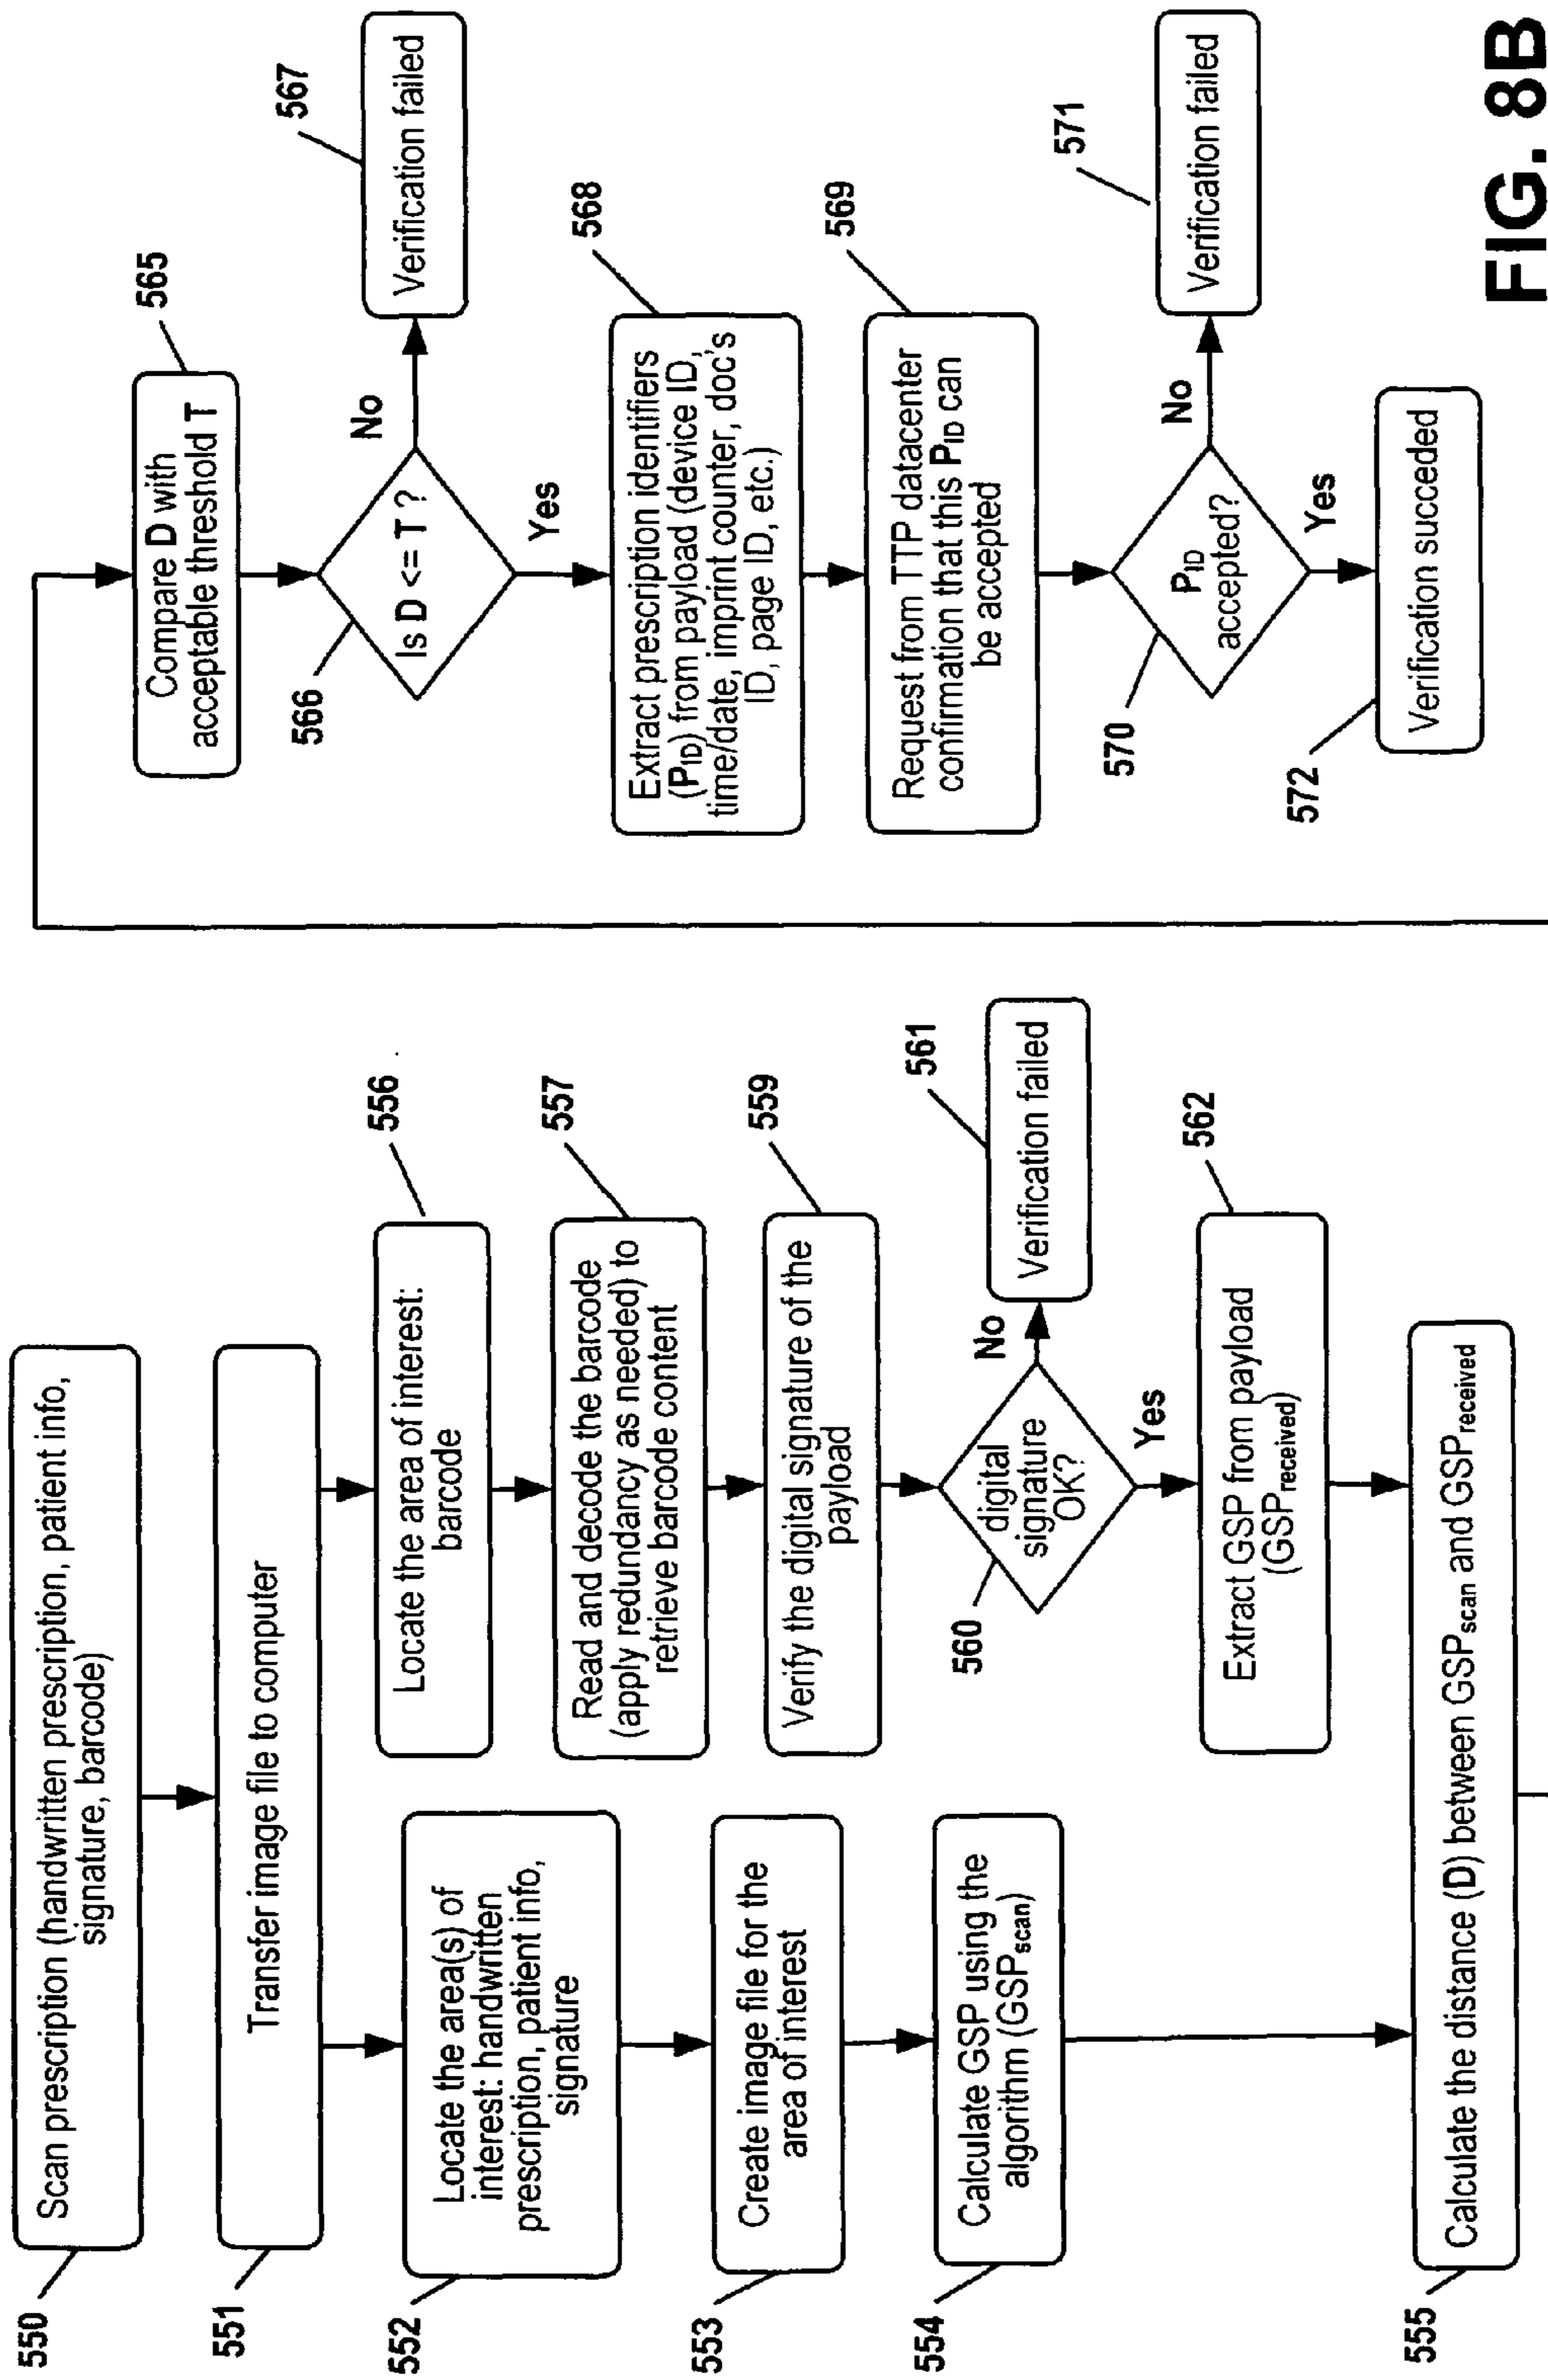 550
Scan prescription (handwritten prescription, patient info,
signature, barcode)
551
Transfer image file to computer
552
Locate the area(s) of
interest: handwritten
prescription, patient info,
signature
553
Create image file for the
area of interest
554
Calculate GSP using the
algorithm (GSPscan)
556
Locate the area of interest:
barcode
557
Read and decode the barcode
(apply redundancy as needed) to
retrieve barcode content
559
Verify the digital signature of the
payload
560
digital
signature
OK?
No
561
Verification failed
Yes
562
Extract GSP from payload
(GSPreceived)
555
Calculate the distance (D) between GSPscan and GSPreceived
565
Compare D with
acceptable threshold T
566
Is D <= T ?
No
567
Verification failed
Yes
568
Extract prescription identifiers
(PID) from payload (device ID,
time/date, imprint counter, doc's
ID, page ID, etc.)
569
Request from TTP datacenter
confirmation that this PID can
be accepted
570
PID
accepted?
No
571
Verification failed
Yes
572
Verification succeded
FIG. 8B